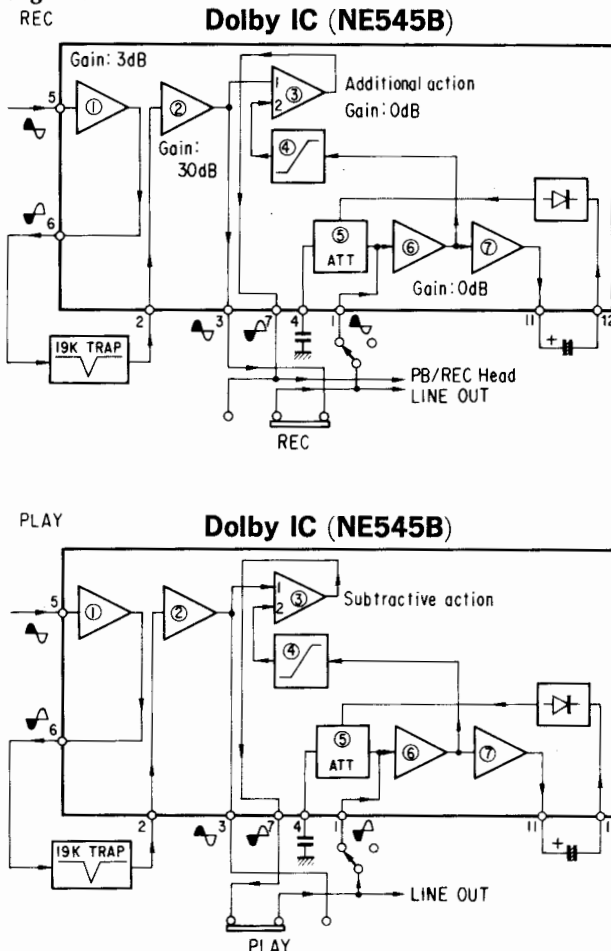 REC
Dolby IC (NE545B)
Gain: 3dB
5
①
②
1
2
③
Additional action
Gain: 0dB
Gain: 30dB
④
6
⑤
ATT
⑥
⑦
Gain: 0dB
2
3
7
4
1
11
12
19K TRAP
+
PB/REC Head
LINE OUT
REC
PLAY
Dolby IC (NE545B)
5
①
②
1
2
③
Subtractive action
④
6
⑤
ATT
⑥
⑦
2
3
7
4
1
11
19K TRAP
+
LINE OUT
PLAY